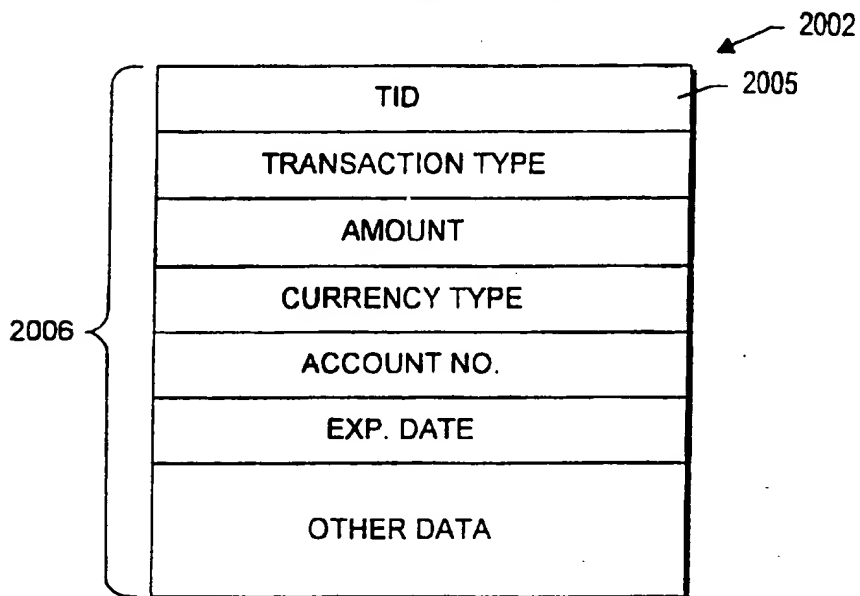 2002
TID
2005
TRANSACTION TYPE
AMOUNT
CURRENCY TYPE
2006
ACCOUNT NO.
EXP. DATE
OTHER DATA